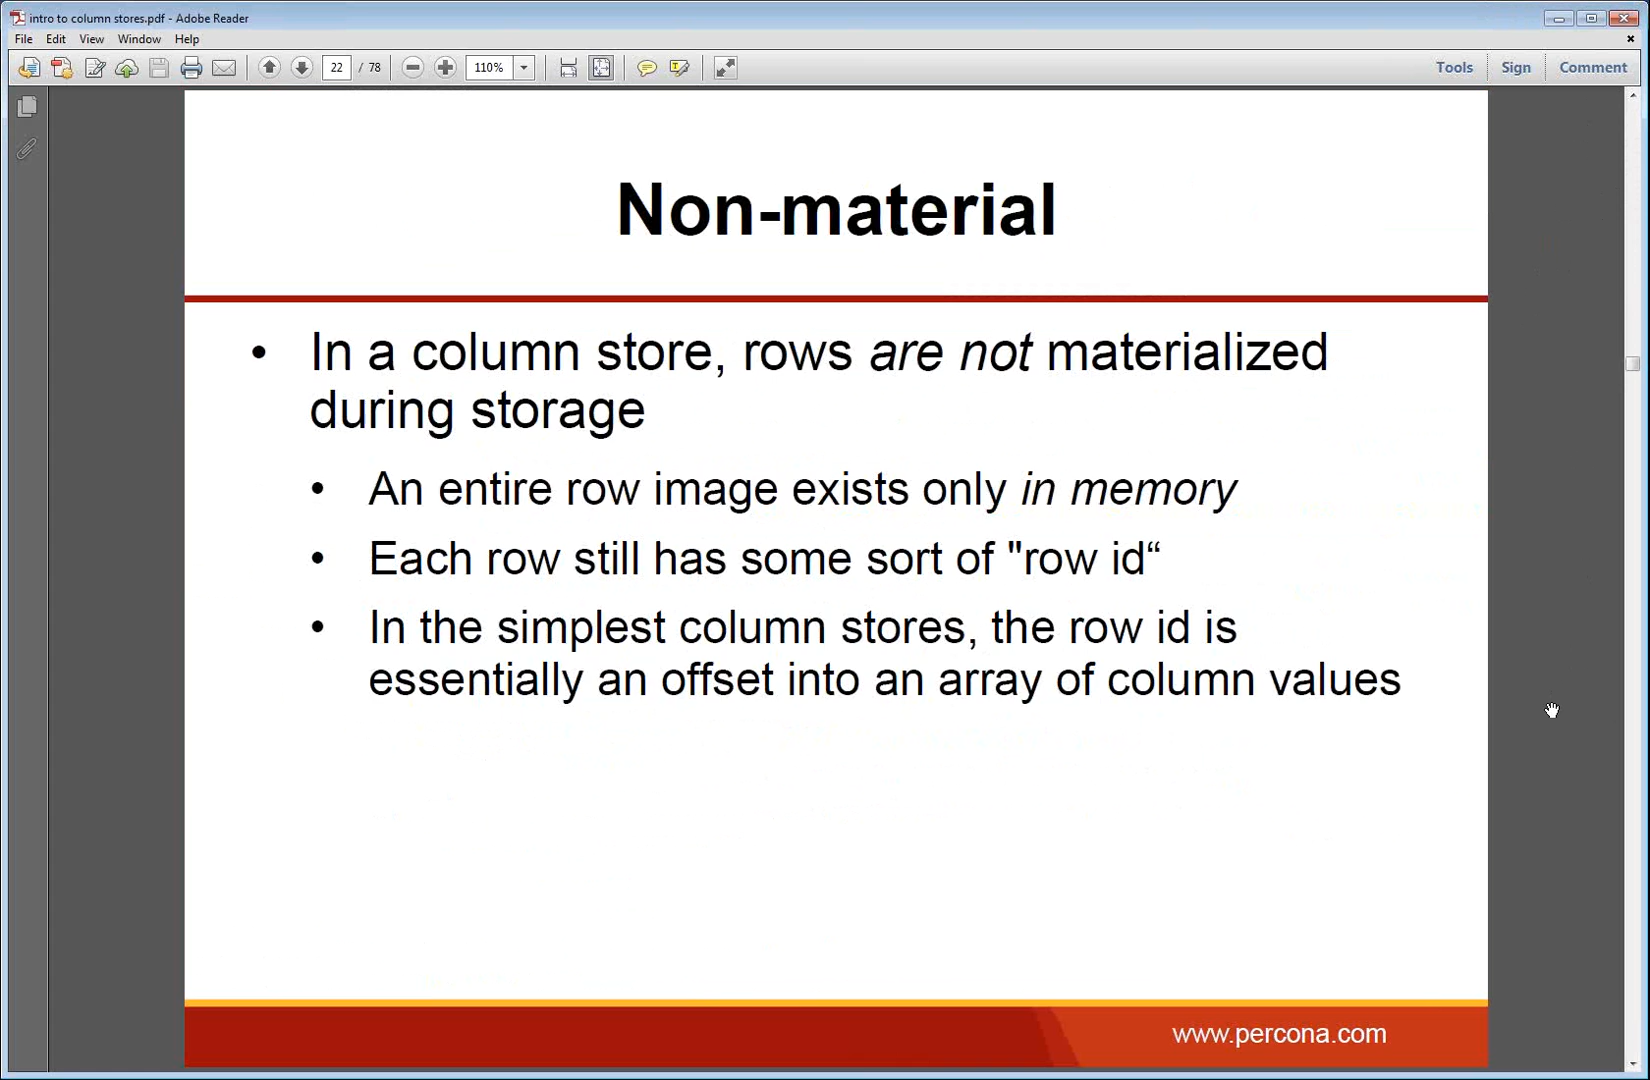 intro to column stores.pdf - Adobe Reader
File Edit View Window Help
22 / 78 110% Tools Sign Comment
Non-material
• In a column store, rows are not materialized
during storage
• An entire row image exists only in memory
• Each row still has some sort of "row id“
• In the simplest column stores, the row id is
essentially an offset into an array of column values
www.percona.com